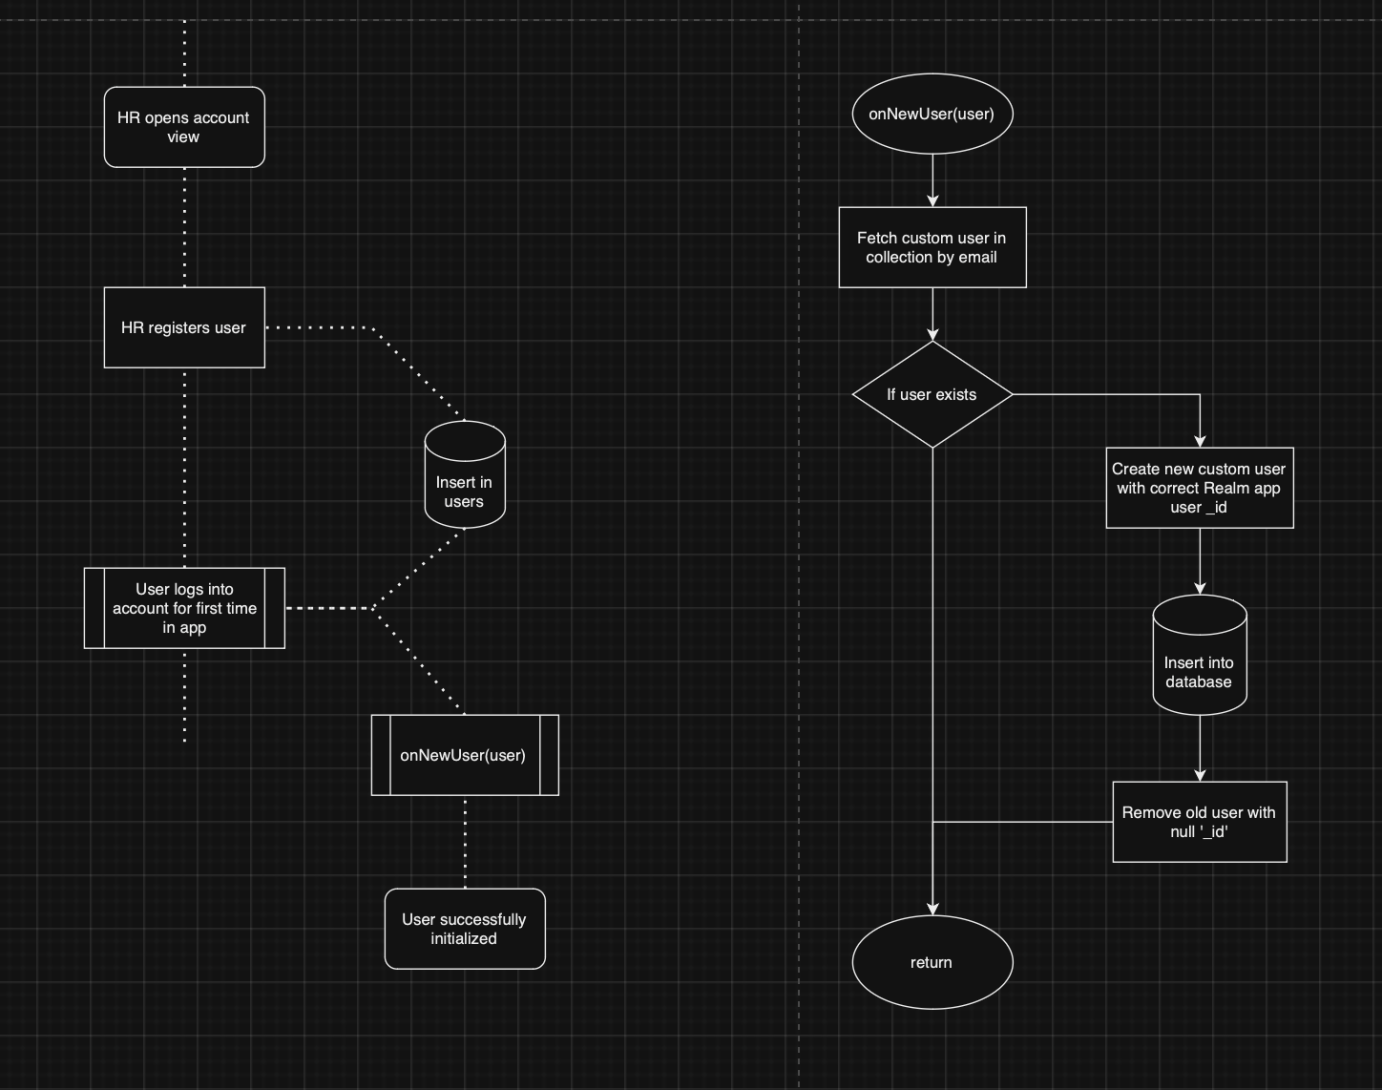 HR opens account
view
HR registers user
Insert in
users
User logs into
account for first time
in app
onNewUser(user)
User successfully
initialized
onNewUser(user)
Fetch custom user in
collection by email
If user exists
Create new custom user
with correct Realm app
user _id
Insert into
database
Remove old user with
null '_id'
return